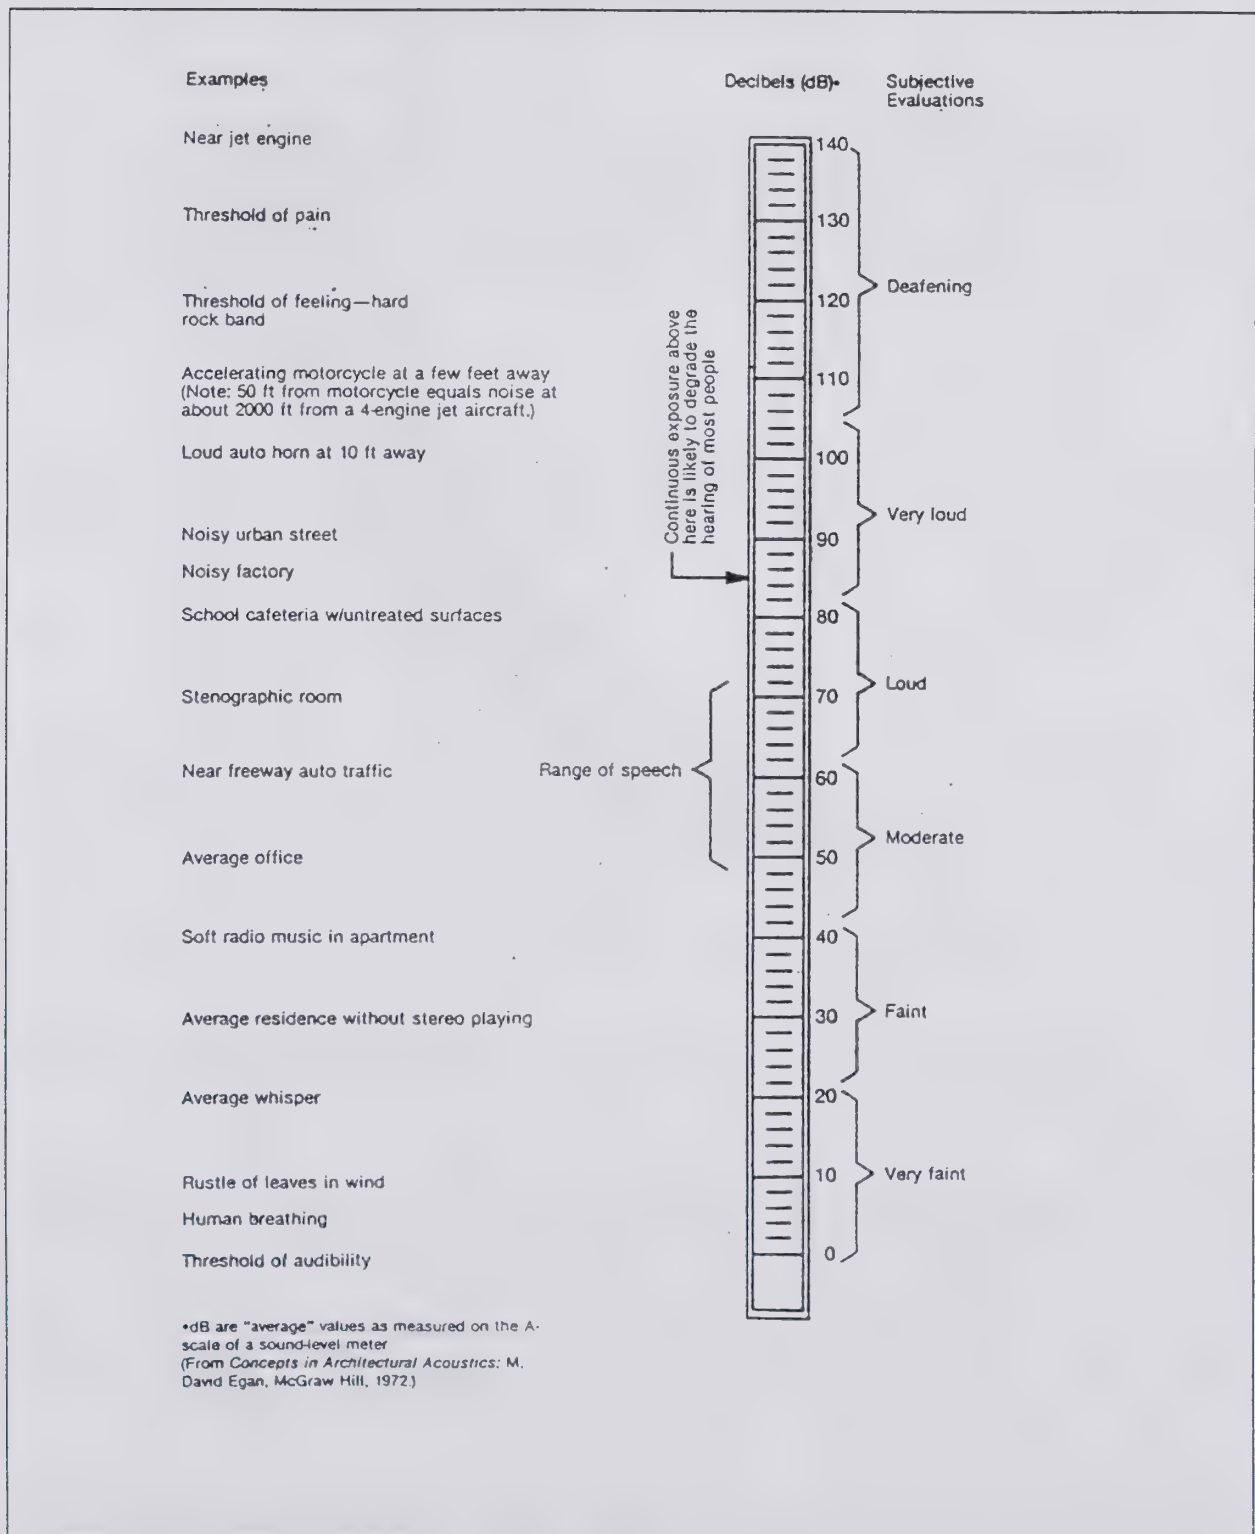 Examples
Decibels (dB)•
Subjective
Evaluations
Near jet engine
140
Threshold of pain
130
Deafening
Threshold of feeling—hard
rock band
120
Continuous exposure above
here is likely to degrade the
hearing of most people
Accelerating motorcycle at a few feet away
(Note: 50 ft from motorcycle equals noise at
about 2000 ft from a 4-engine jet aircraft.)
110
Loud auto horn at 10 ft away
100
Very loud
Noisy urban street
90
Noisy factory
School cafeteria w/untreated surfaces
80
Loud
Stenographic room
70
Near freeway auto traffic
Range of speech
60
Moderate
Average office
50
Soft radio music in apartment
40
Average residence without stereo playing
30
Faint
Average whisper
20
Rustle of leaves in wind
10
Very faint
Human breathing
Threshold of audibility
0
•dB are "average" values as measured on the A-
scale of a sound-level meter
(From Concepts in Architectural Acoustics: M.
David Egan, McGraw Hill, 1972.)